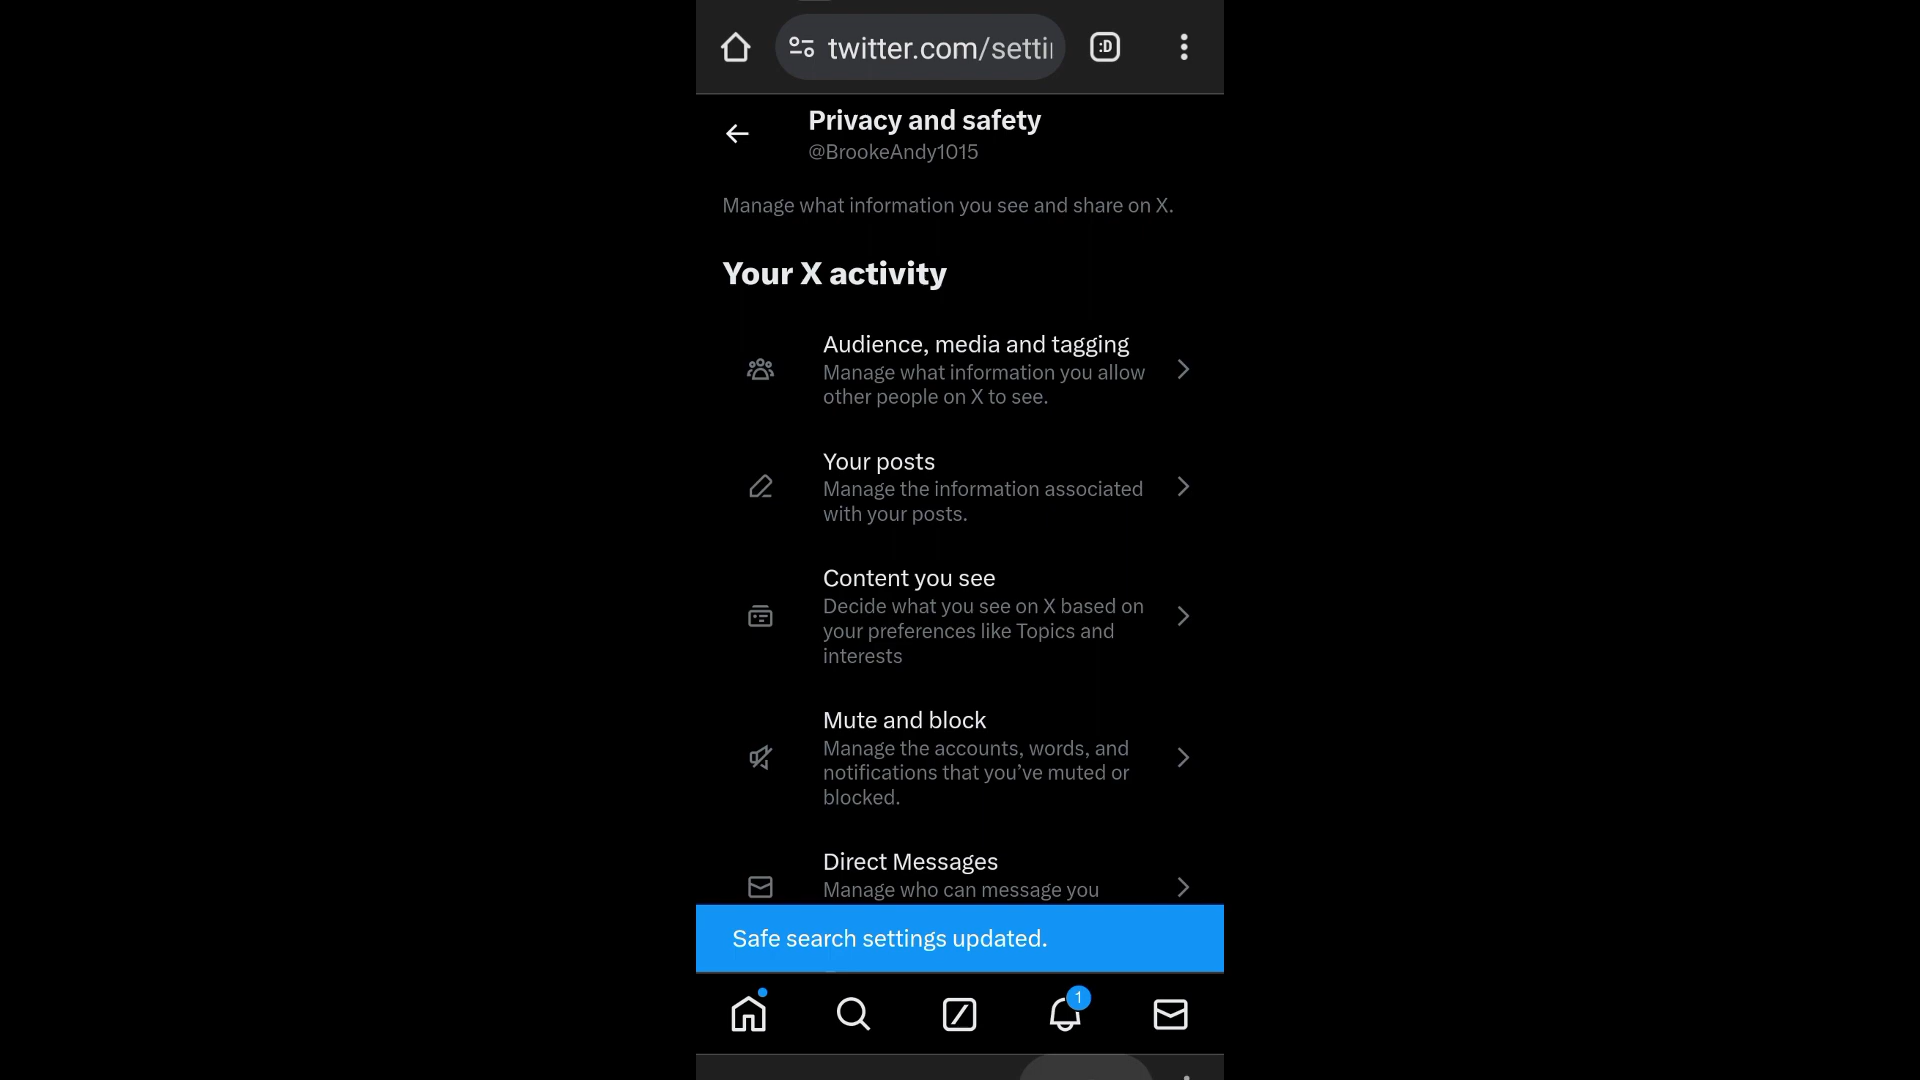 twitter.com/setti
:D
Privacy and safety
@BrookeAndy1015
Manage what information you see and share on X.
Your X activity
Audience, media and tagging
Manage what information you allow
other people on X to see.
Your posts
Manage the information associated
with your posts.
Content you see
Decide what you see on X based on
your preferences like Topics and
interests
Mute and block
Manage the accounts, words, and
notifications that you’ve muted or
blocked.
Direct Messages
Manage who can message you
Safe search settings updated.
1